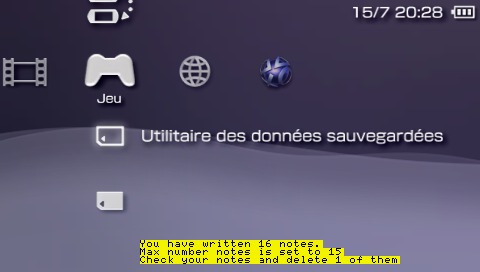 15/7 20:28
Jeu
Utilitaire des données sauvegardées
You have written 16 notes.
Max number notes is set to 15
Check your notes and delete 1 of them